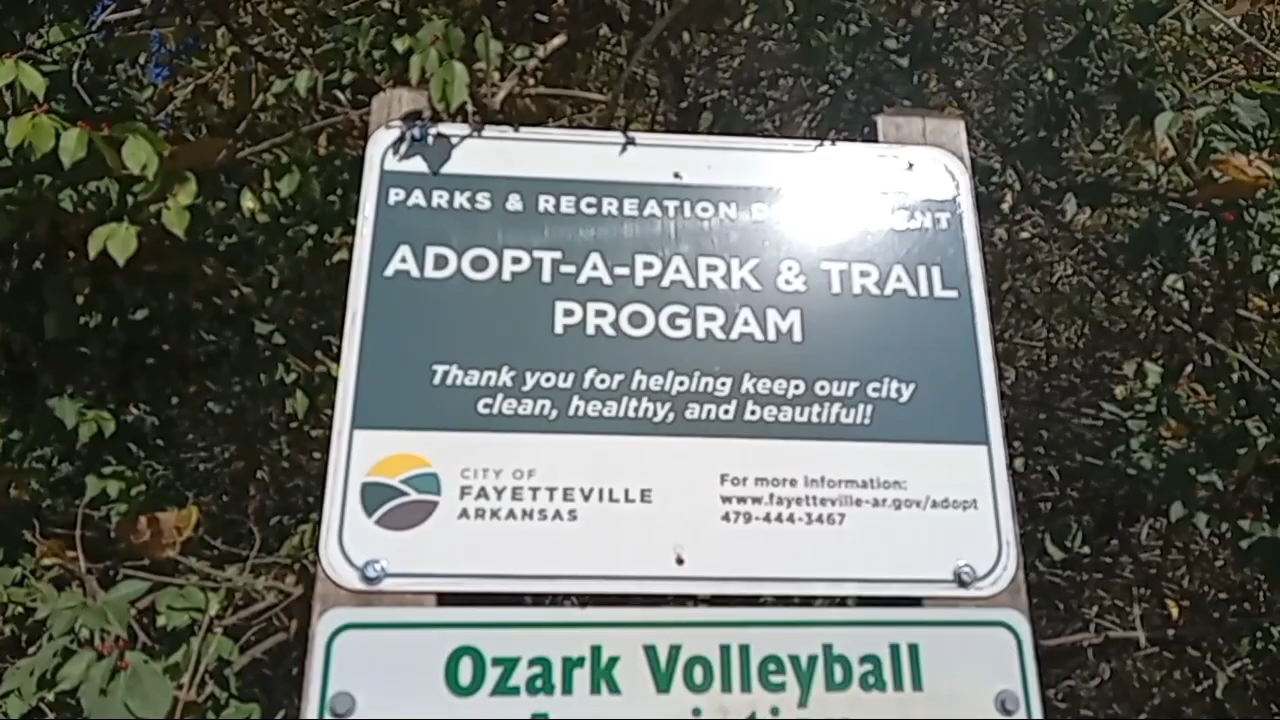 PARKS & RECREATION
ADOPT-A-PARK & TRAIL
PROGRAM
Thank you for helping keep our city
clean, healthy, and beautiful!
CITY OF
FAYETTEVILLE
ARKANSAS
For more information:
www.fayetteville-ar.gov/adopt
479-444-3467
Ozark Volleyball